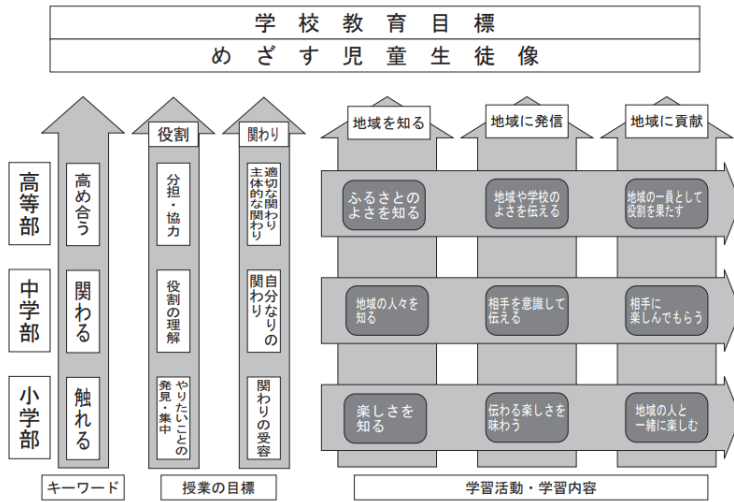 学校教育目標
めざす児童生徒像
役割
関わり
地域を知る
地域に発信
地域に貢献
高等部
高め合う
分担・協力
適切な関わり
主体的な関わり
ふるさとの
よさを知る
地域や学校の
よさを伝える
地域の一員として
役割を果たす
中学部
関わる
役割の理解
自分なりの
関わり
地域の人々を
知る
相手を意識して
伝える
相手に
楽しんでもらう
小学部
触れる
やりたいことの
発見・集中
関わりの受容
楽しさを
知る
伝わる楽しさを
味わう
地域の人と
一緒に楽しむ
キーワード
授業の目標
学習活動・学習内容